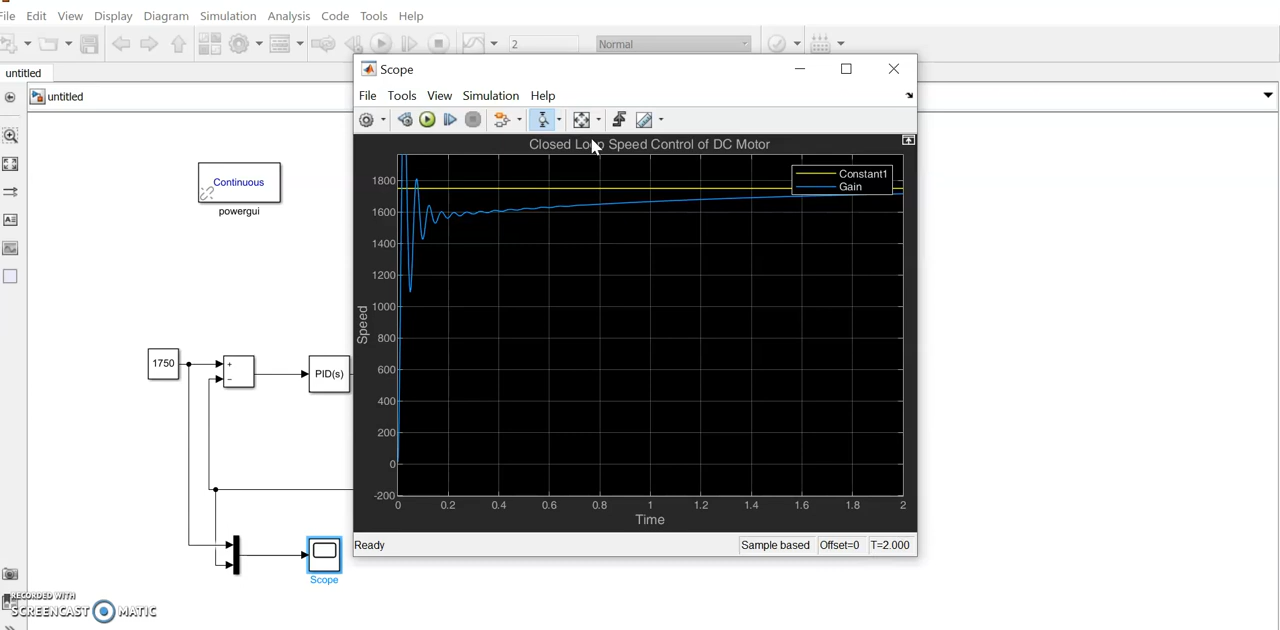 File Edit View Display Diagram Simulation Analysis Code Tools Help
2 Normal
untitled
untitled
Continuous
powergui
1750
+
−
PID(s)
Scope
Scope
File Tools View Simulation Help
Closed Loop Speed Control of DC Motor
Constant1
Gain
Speed
1800
1600
1400
1200
1000
800
600
400
200
0
-200
0 0.2 0.4 0.6 0.8 1 1.2 1.4 1.6 1.8 2
Time
Ready Sample based Offset=0 T=2.000
RECORDED WITH
SCREENCAST MATIC